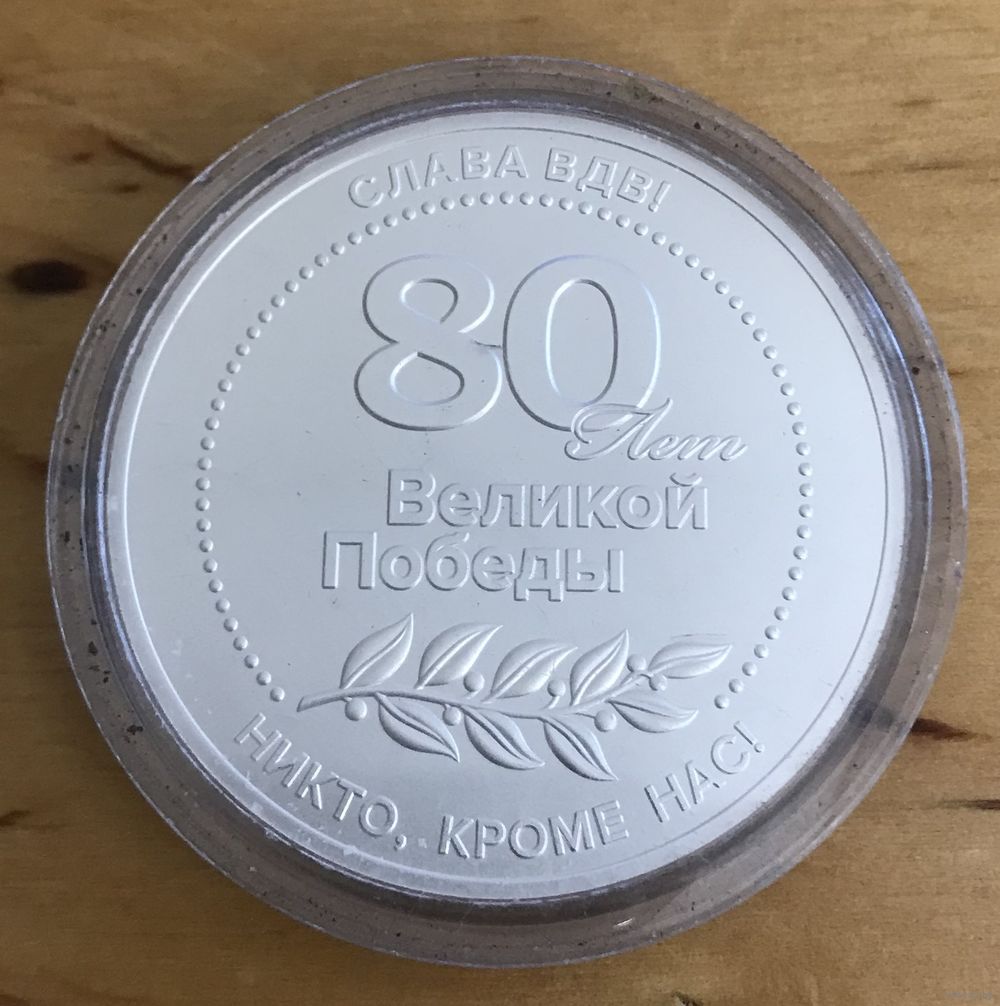 СЛАВА ВДВ!
80
Лет
Великой
Победы
НИКТО, КРОМЕ НАС!